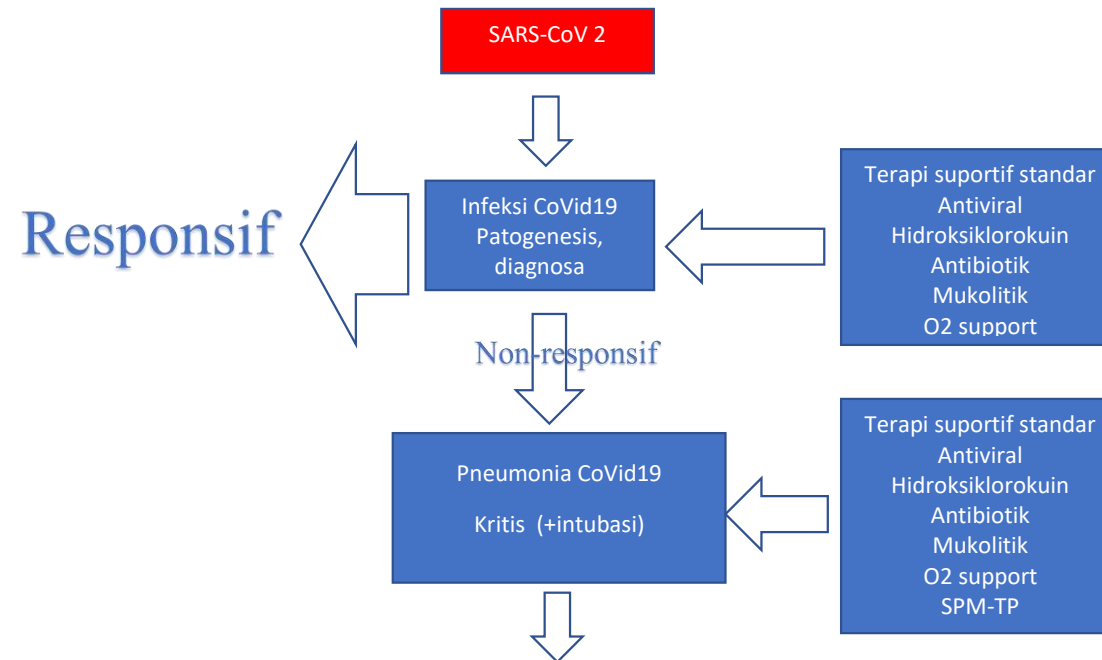 SARS-CoV 2
Responsif
Infeksi CoVid19
Patogenesis,
diagnosa
Terapi suportif standar
Antiviral
Hidroksiklorokuin
Antibiotik
Mukolitik
O2 support
Non-responsif
Pneumonia CoVid19
Kritis (+intubasi)
Terapi suportif standar
Antiviral
Hidroksiklorokuin
Antibiotik
Mukolitik
O2 support
SPM-TP